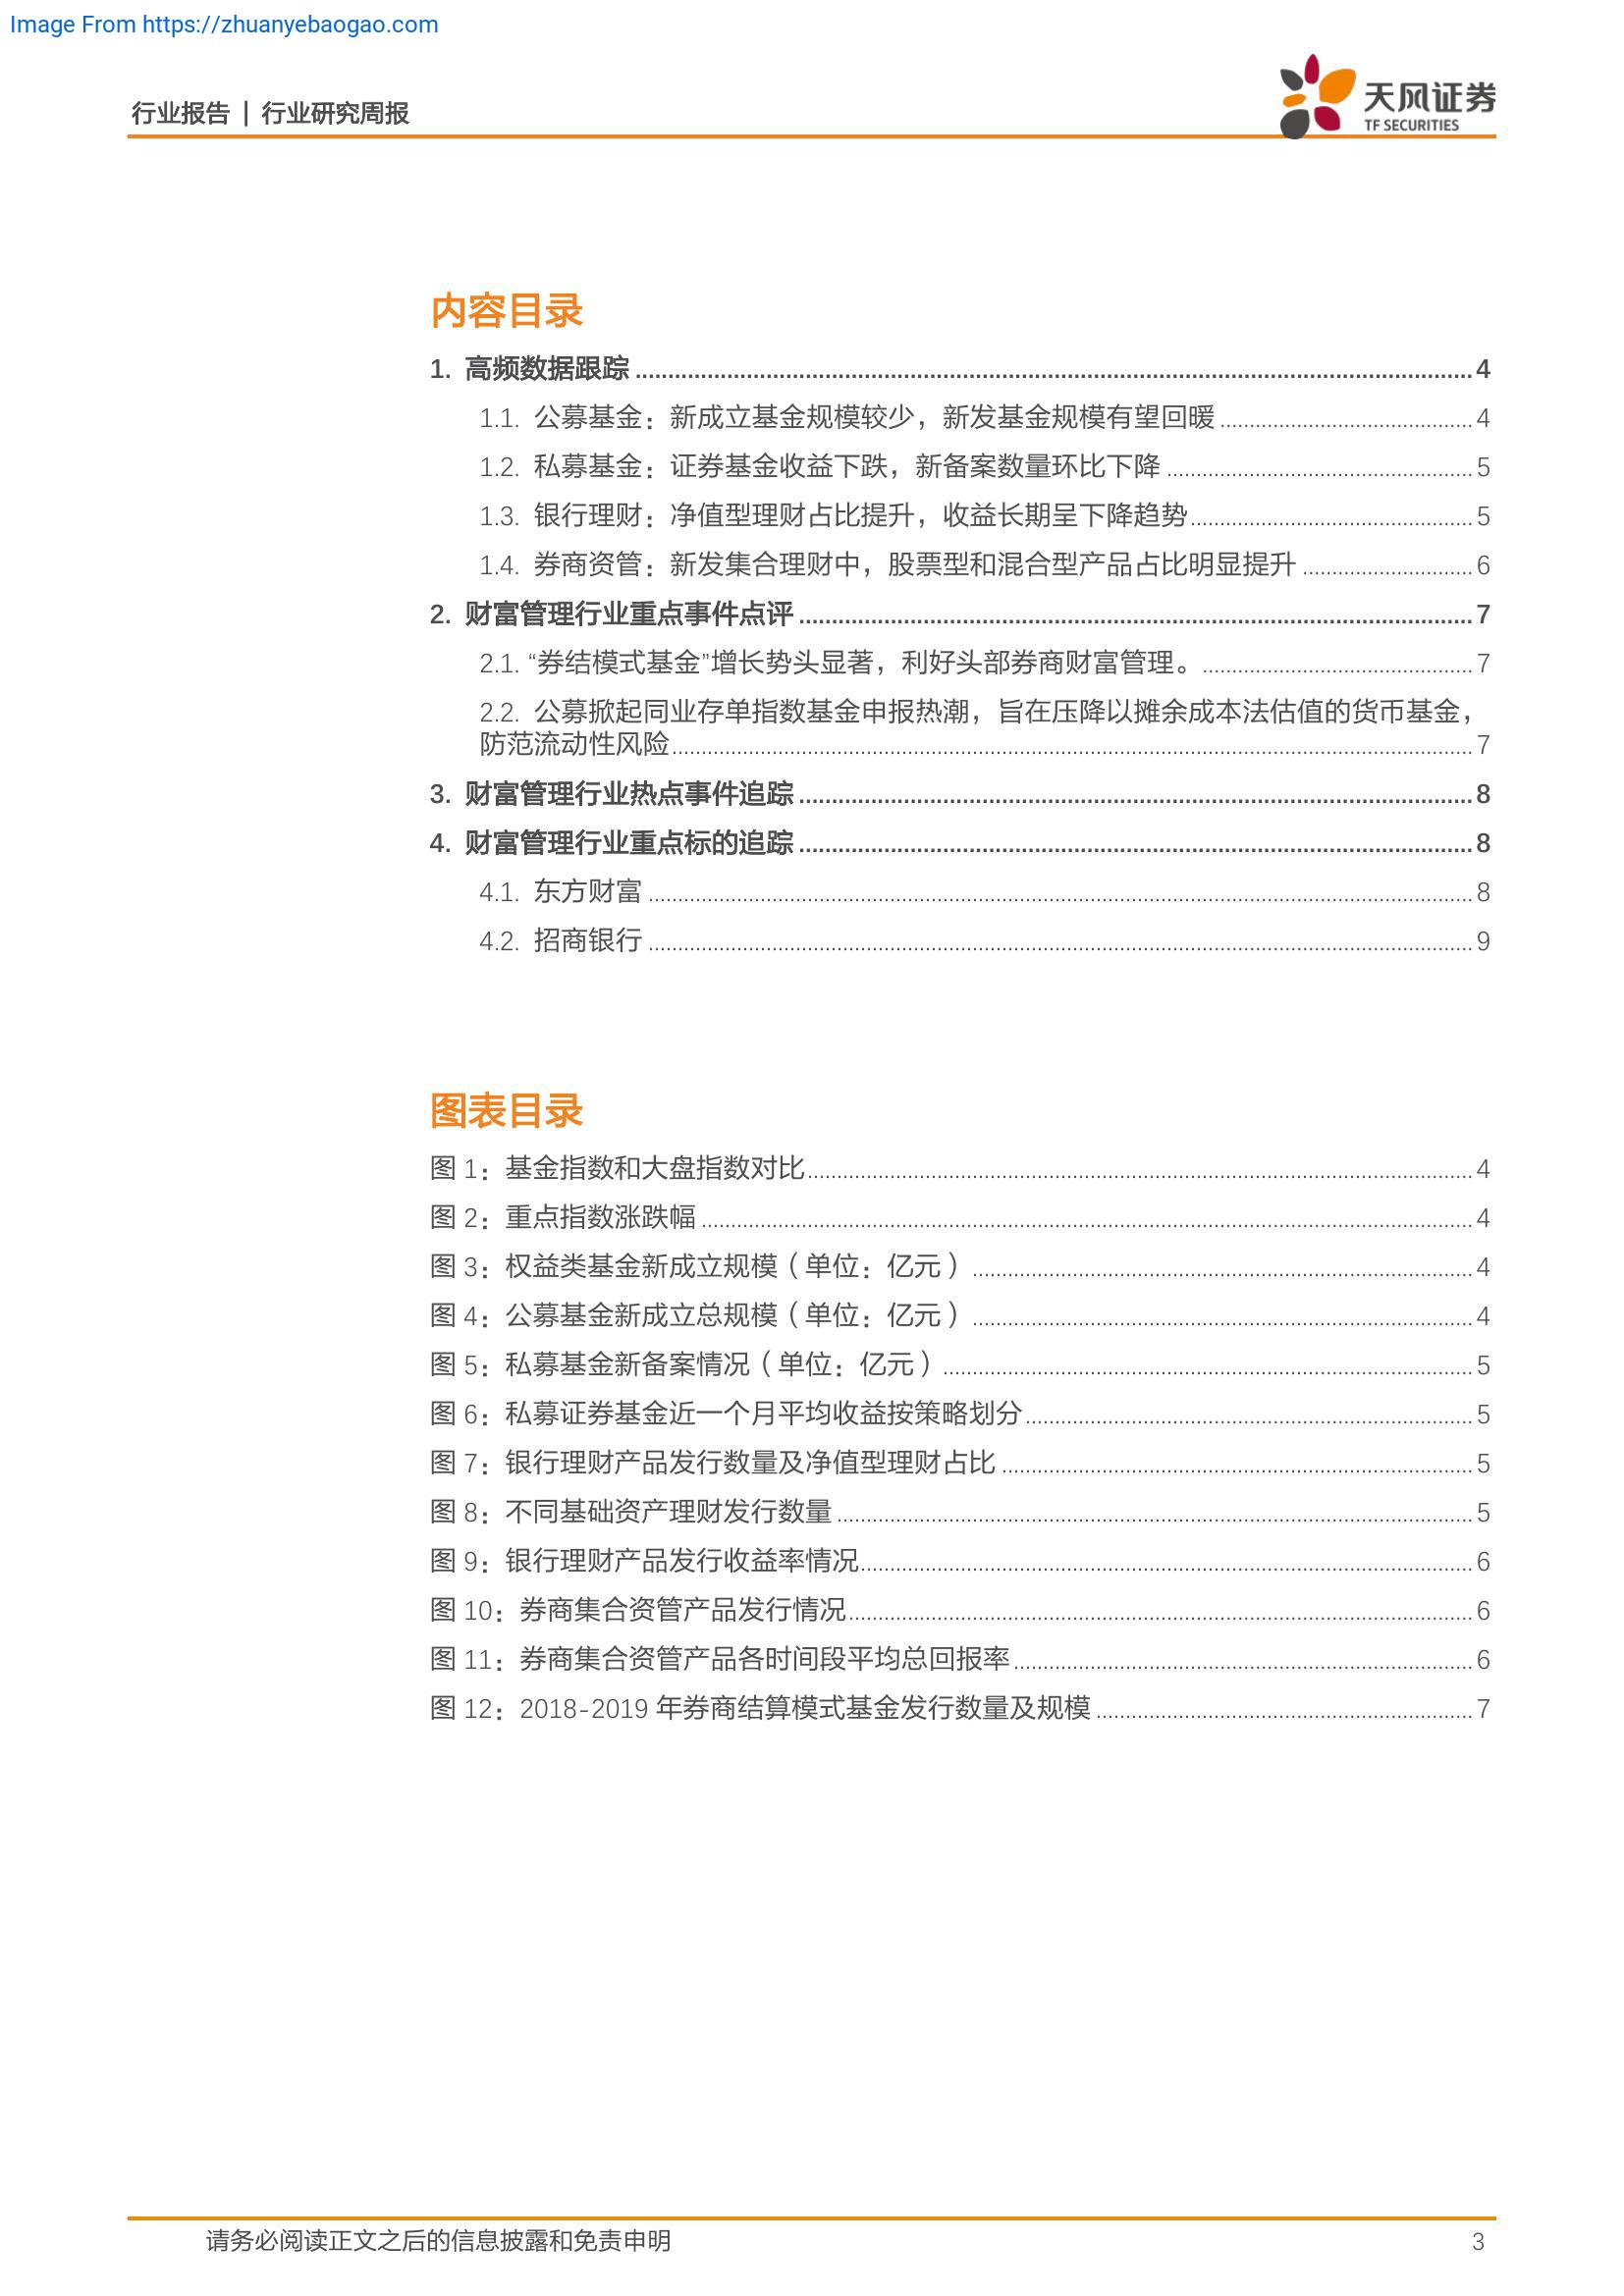 Image From https://zhuanyebaogao.com
行业报告 | 行业研究周报
天风证券
TF SECURITIES
内容目录
1. 高频数据跟踪 4
1.1. 公募基金：新成立基金规模较少，新发基金规模有望回暖 4
1.2. 私募基金：证券基金收益下跌，新备案数量环比下降 5
1.3. 银行理财：净值型理财占比提升，收益长期呈下降趋势 5
1.4. 券商资管：新发集合理财中，股票型和混合型产品占比明显提升 6
2. 财富管理行业重点事件点评 7
2.1. “券结模式基金”增长势头显著，利好头部券商财富管理。 7
2.2. 公募掀起同业存单指数基金申报热潮，旨在压降以摊余成本法估值的货币基金，
防范流动性风险 7
3. 财富管理行业热点事件追踪 8
4. 财富管理行业重点标的追踪 8
4.1. 东方财富 8
4.2. 招商银行 9
图表目录
图 1：基金指数和大盘指数对比 4
图 2：重点指数涨跌幅 4
图 3：权益类基金新成立规模（单位：亿元） 4
图 4：公募基金新成立总规模（单位：亿元） 4
图 5：私募基金新备案情况（单位：亿元） 5
图 6：私募证券基金近一个月平均收益按策略划分 5
图 7：银行理财产品发行数量及净值型理财占比 5
图 8：不同基础资产理财发行数量 5
图 9：银行理财产品发行收益率情况 6
图 10：券商集合资管产品发行情况 6
图 11：券商集合资管产品各时间段平均总回报率 6
图 12：2018-2019 年券商结算模式基金发行数量及规模 7
请务必阅读正文之后的信息披露和免责申明 3